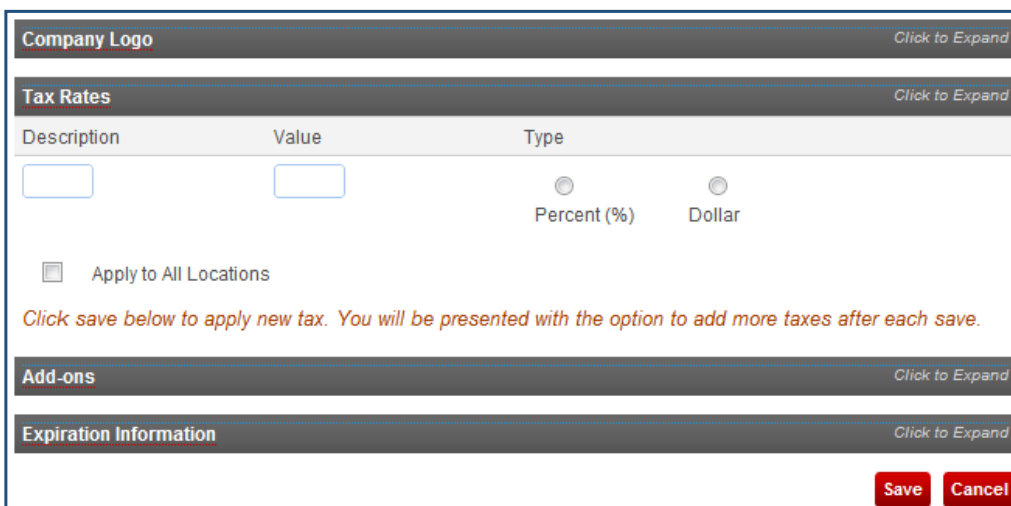 Company Logo Click to Expand
Tax Rates Click to Expand
Description Value Type
Percent (%) Dollar
Apply to All Locations
Click save below to apply new tax. You will be presented with the option to add more taxes after each save.
Add-ons Click to Expand
Expiration Information Click to Expand
Save Cancel